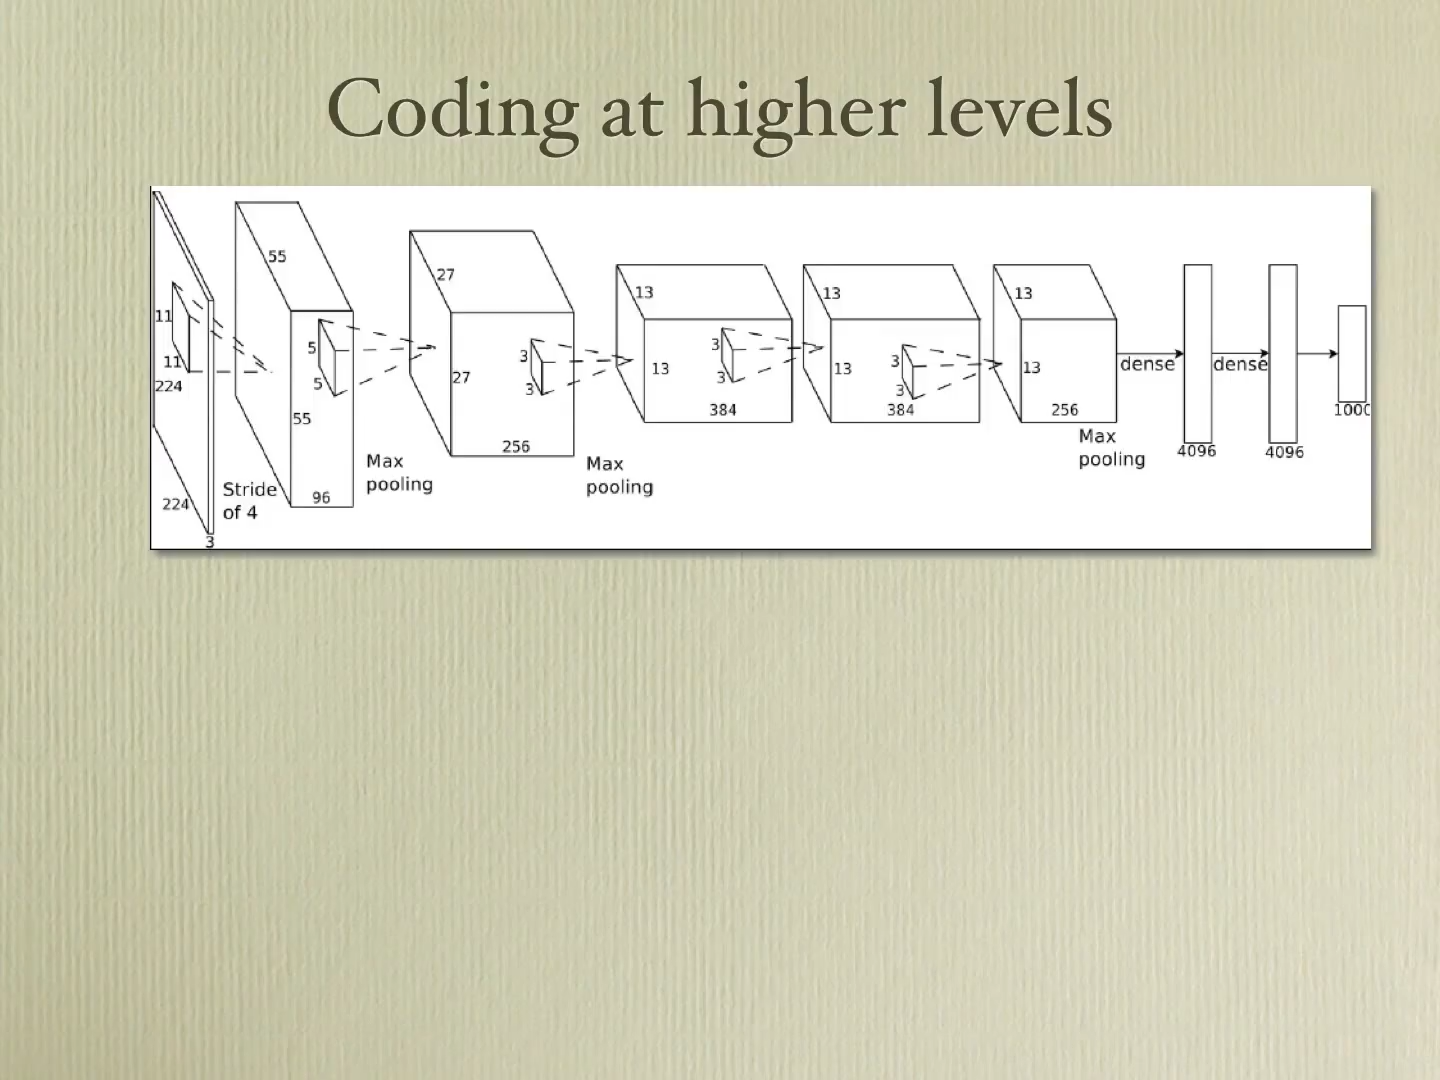 Coding at higher levels
11
11
224
224
3
Stride
of 4
55
55
5
5
96
Max
pooling
27
27
3
3
256
Max
pooling
13
13
3
3
384
13
13
3
3
384
13
13
256
Max
pooling
dense
4096
dense
4096
1000